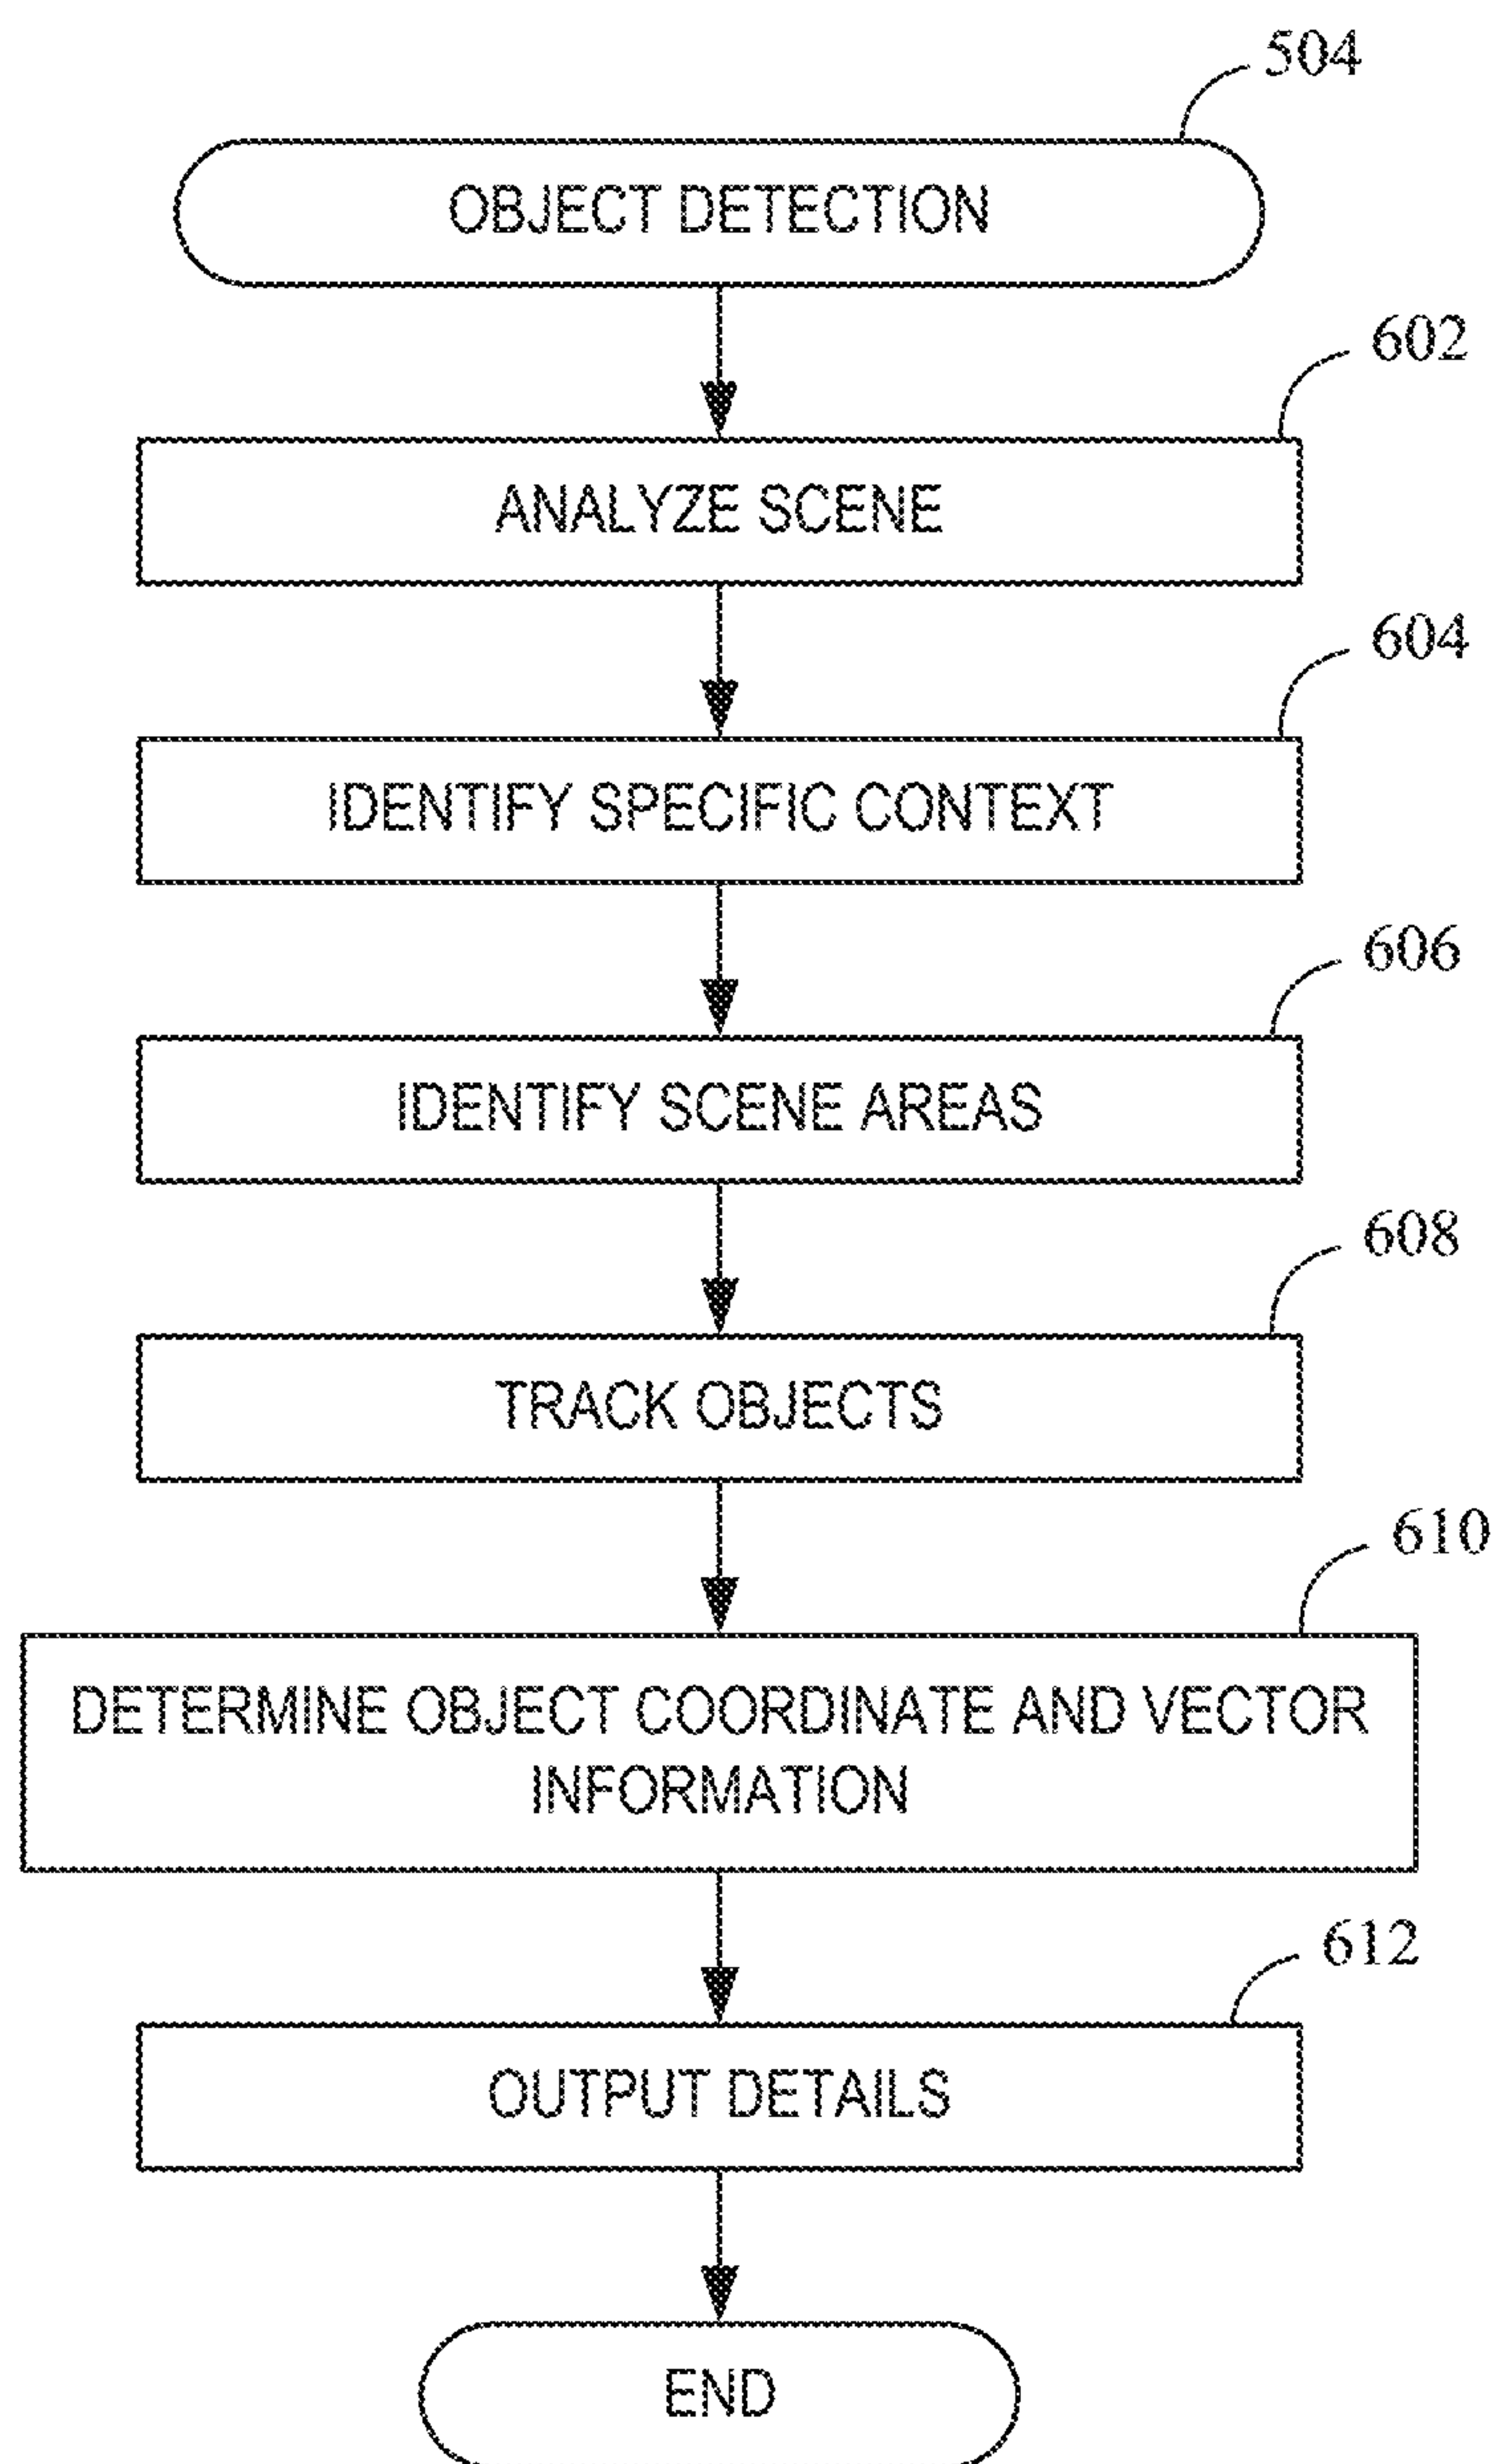 504
OBJECT DETECTION
602
ANALYZE SCENE
604
IDENTIFY SPECIFIC CONTEXT
606
IDENTIFY SCENE AREAS
608
TRACK OBJECTS
610
DETERMINE OBJECT COORDINATE AND VECTOR
INFORMATION
612
OUTPUT DETAILS
END